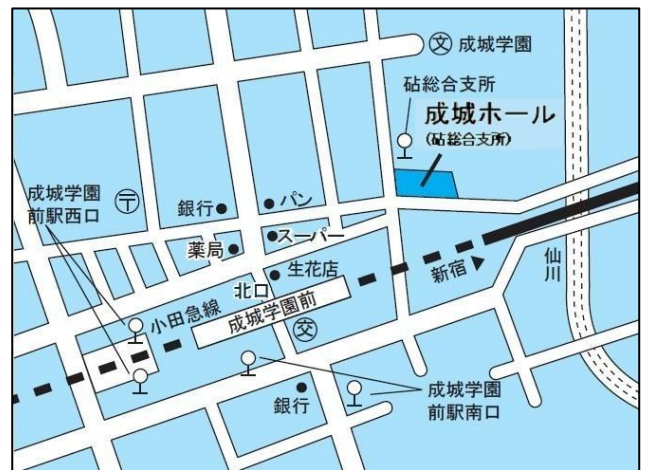 文 成城学園
砧総合支所
成城ホール
(砧総合支所)
成城学園
前駅西口
〒
銀行
パン
スーパー
薬局
生花店
北口
新宿
仙川
小田急線
成城学園前
交
銀行
成城学園
前駅南口